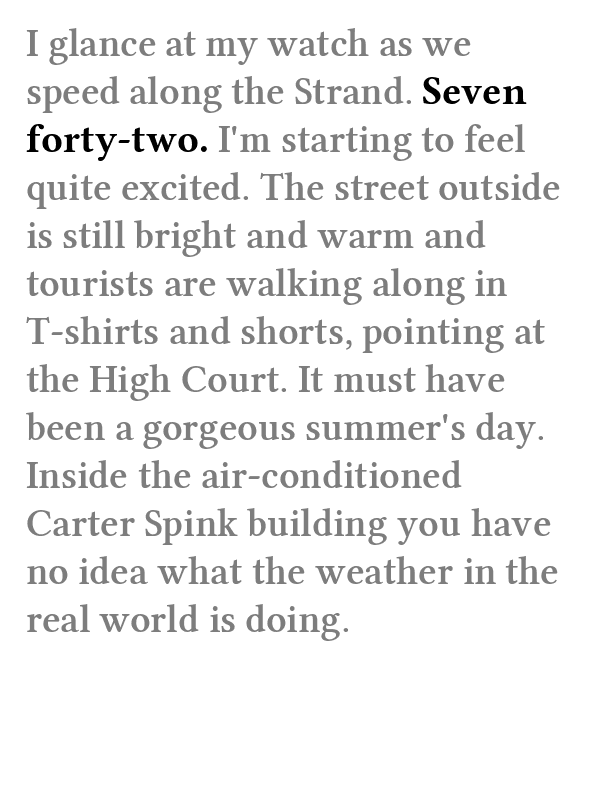 I glance at my watch as we
speed along the Strand. Seven
forty-two. I'm starting to feel
quite excited. The street outside
is still bright and warm and
tourists are walking along in
T-shirts and shorts, pointing at
the High Court. It must have
been a gorgeous summer's day.
Inside the air-conditioned
Carter Spink building you have
no idea what the weather in the
real world is doing.